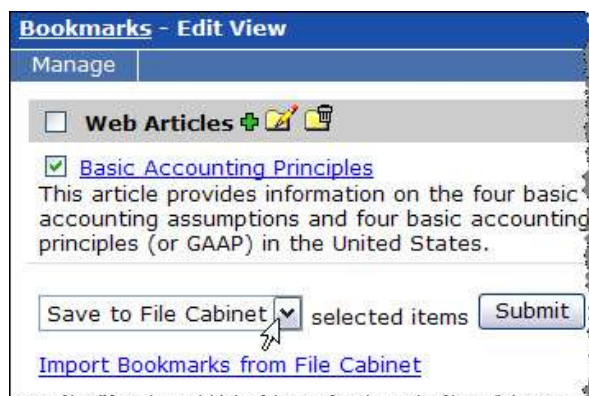 Bookmarks - Edit View
Manage
Web Articles
Basic Accounting Principles
This article provides information on the four basic
accounting assumptions and four basic accounting
principles (or GAAP) in the United States.
Save to File Cabinet selected items Submit
Import Bookmarks from File Cabinet